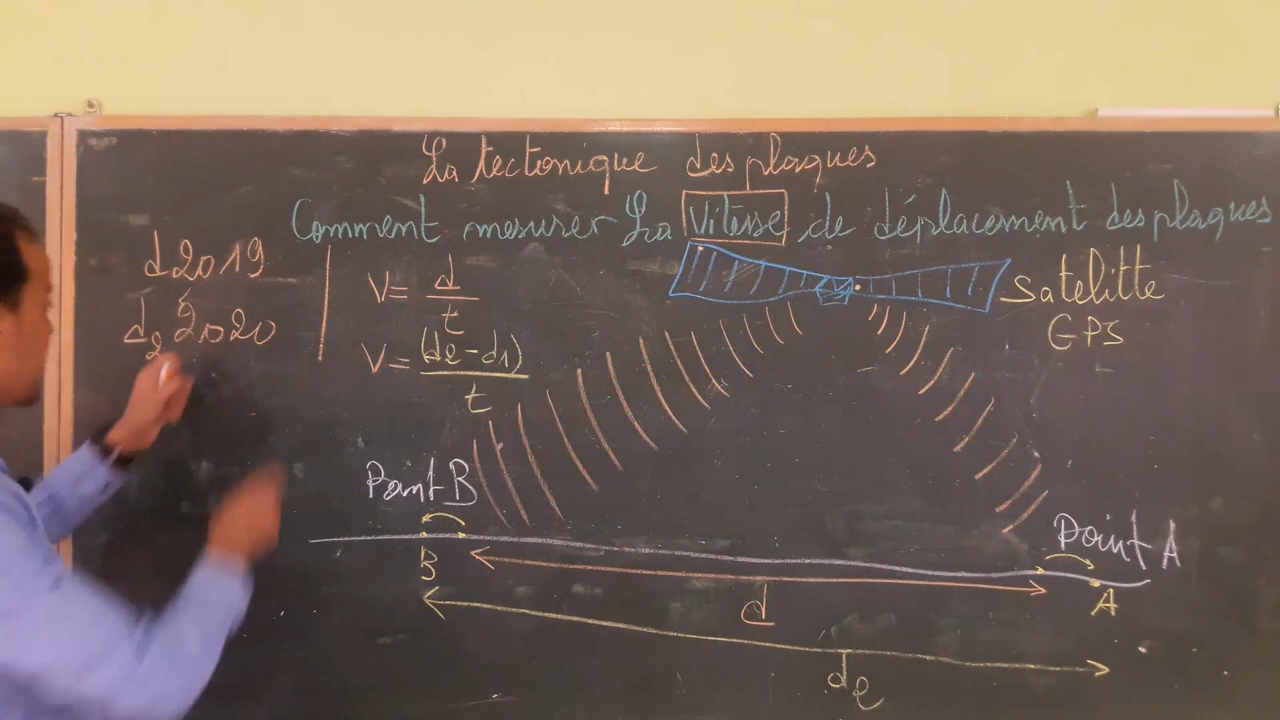 La tectonique des plaques
Comment mesurer La Vitesse de déplacement des plaques
d2019
d2 2020
V= d/t
V= (d2-d1)/t
Satelitte
GPS
Point B
Point A
B
A
d
d2